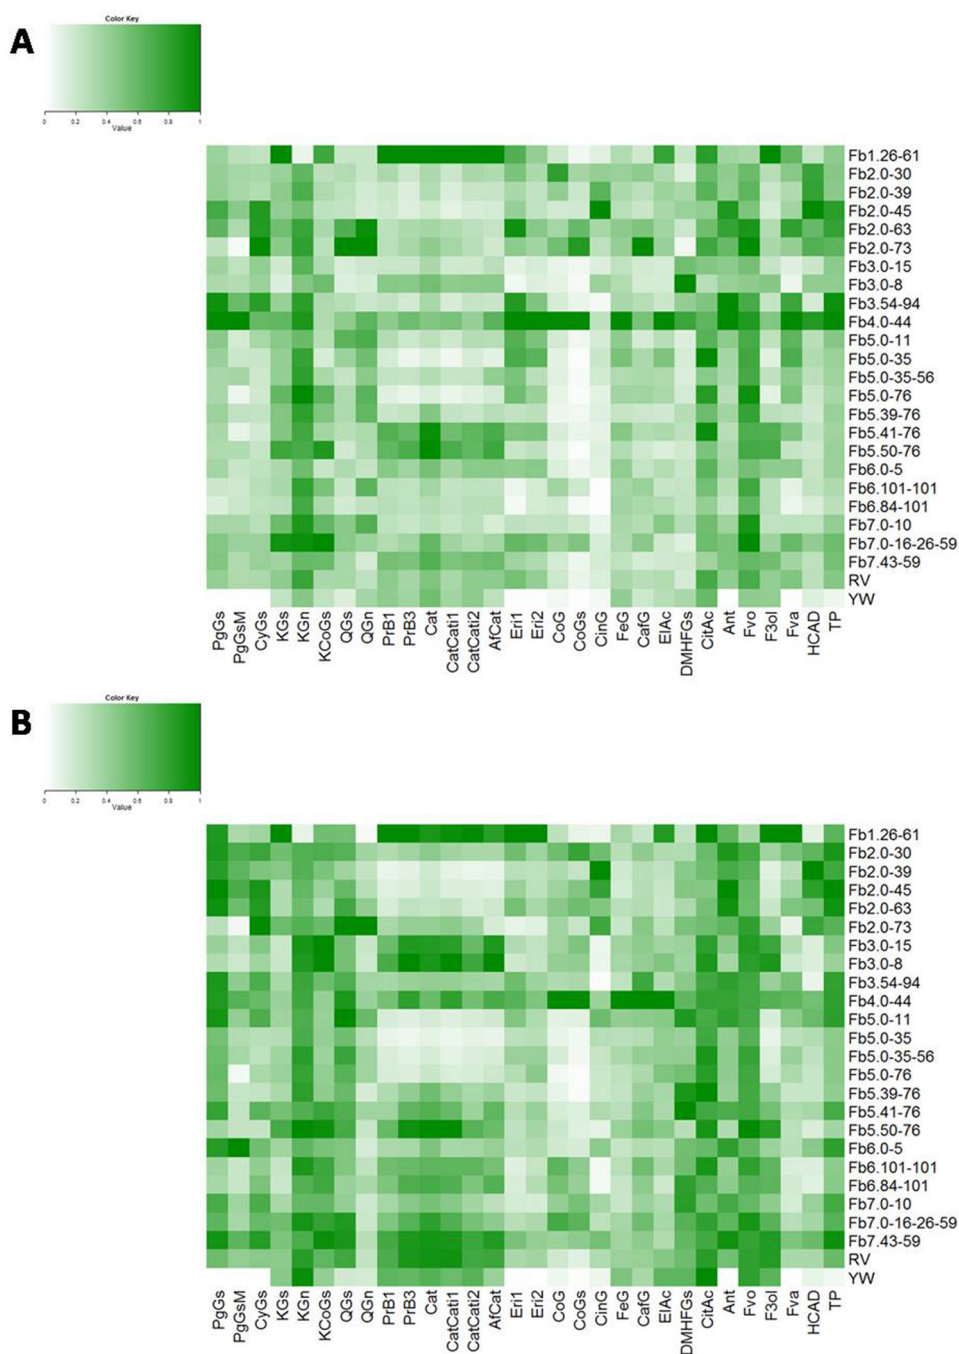 Color Key
A
0 0.2 0.4 0.6 0.8 1
Value
Fb1.26-61
Fb2.0-30
Fb2.0-39
Fb2.0-45
Fb2.0-63
Fb2.0-73
Fb3.0-15
Fb3.0-8
Fb3.54-94
Fb4.0-44
Fb5.0-11
Fb5.0-35
Fb5.0-35-56
Fb5.0-76
Fb5.39-76
Fb5.41-76
Fb5.50-76
Fb6.0-5
Fb6.101-101
Fb6.84-101
Fb7.0-10
Fb7.0-16-26-59
Fb7.43-59
RV
YW
PgGs
PgGsM
CyGs
KGs
KGn
KCoGs
QGs
QGn
PrB1
PrB3
Cat
CatCati1
CatCati2
AfCat
Eri1
Eri2
CoG
CoGs
CinG
FeG
CafG
ElAc
DMHFGs
CitAc
Ant
Fvo
F3ol
Fva
HCAD
TP
Color Key
B
0 0.2 0.4 0.6 0.8 1
Value
Fb1.26-61
Fb2.0-30
Fb2.0-39
Fb2.0-45
Fb2.0-63
Fb2.0-73
Fb3.0-15
Fb3.0-8
Fb3.54-94
Fb4.0-44
Fb5.0-11
Fb5.0-35
Fb5.0-35-56
Fb5.0-76
Fb5.39-76
Fb5.41-76
Fb5.50-76
Fb6.0-5
Fb6.101-101
Fb6.84-101
Fb7.0-10
Fb7.0-16-26-59
Fb7.43-59
RV
YW
PgGs
PgGsM
CyGs
KGs
KGn
KCoGs
QGs
QGn
PrB1
PrB3
Cat
CatCati1
CatCati2
AfCat
Eri1
Eri2
CoG
CoGs
CinG
FeG
CafG
ElAc
DMHFGs
CitAc
Ant
Fvo
F3ol
Fva
HCAD
TP